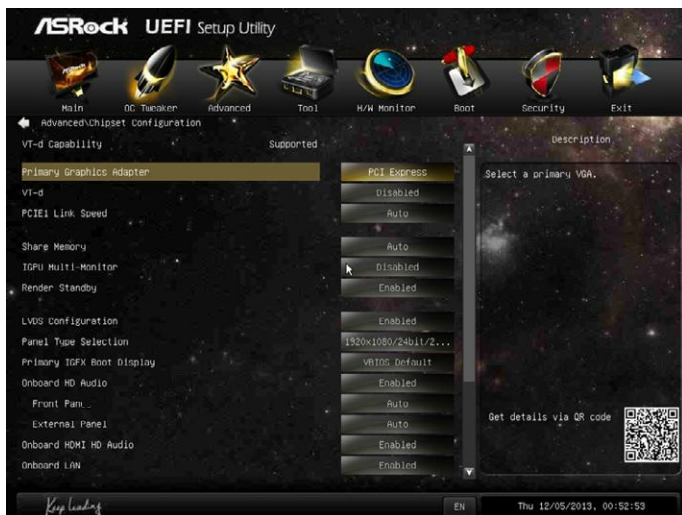 ASRock UEFI Setup Utility
Main OC Tweaker Advanced Tool H/W Monitor Boot Security Exit
Advanced\Chipset Configuration
Description
VT-d Capability Supported
Primary Graphics Adapter PCI Express
Select a primary VGA.
VT-d Disabled
PCIE1 Link Speed Auto
Share Memory Auto
IGPU Multi-Monitor Disabled
Render Standby Enabled
LVDS Configuration Enabled
Panel Type Selection 1920x1080/24bit/2...
Primary IGFX Boot Display VBIOS Default
Onboard HD Audio Enabled
Front Auto
External Panel Auto
Get details via QR code
Onboard HDMI HD Audio Enabled
Onboard LAN Enabled
Keep Leading
EN
Thu 12/05/2013, 00:52:53